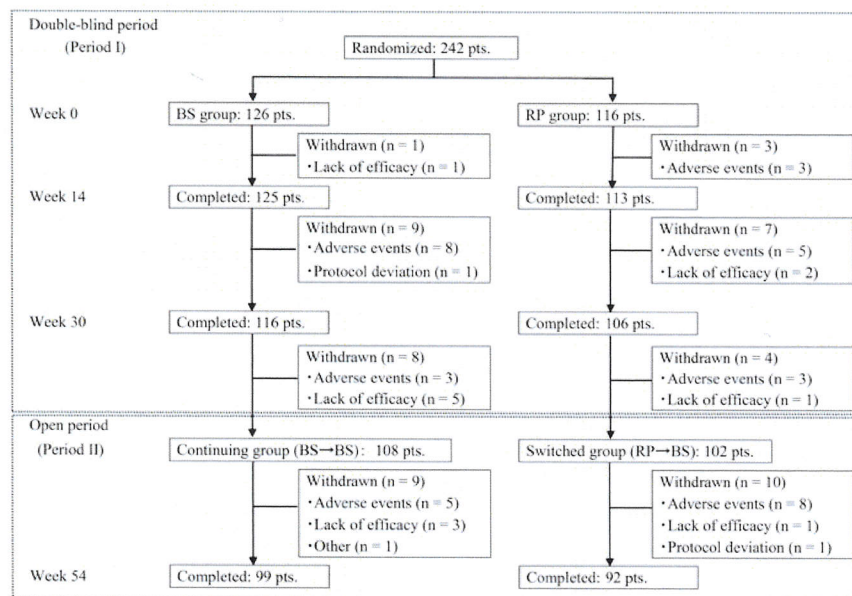 Double-blind period
(Period I)
Randomized: 242 pts.
Week 0
BS group: 126 pts.
RP group: 116 pts.
Withdrawn (n = 1)
・Lack of efficacy (n = 1)
Withdrawn (n = 3)
・Adverse events (n = 3)
Week 14
Completed: 125 pts.
Completed: 113 pts.
Withdrawn (n = 9)
・Adverse events (n = 8)
・Protocol deviation (n = 1)
Withdrawn (n = 7)
・Adverse events (n = 5)
・Lack of efficacy (n = 2)
Week 30
Completed: 116 pts.
Completed: 106 pts.
Withdrawn (n = 8)
・Adverse events (n = 3)
・Lack of efficacy (n = 5)
Withdrawn (n = 4)
・Adverse events (n = 3)
・Lack of efficacy (n = 1)
Open period
(Period II)
Continuing group (BS→BS): 108 pts.
Switched group (RP→BS): 102 pts.
Withdrawn (n = 9)
・Adverse events (n = 5)
・Lack of efficacy (n = 3)
・Other (n = 1)
Withdrawn (n = 10)
・Adverse events (n = 8)
・Lack of efficacy (n = 1)
・Protocol deviation (n = 1)
Week 54
Completed: 99 pts.
Completed: 92 pts.